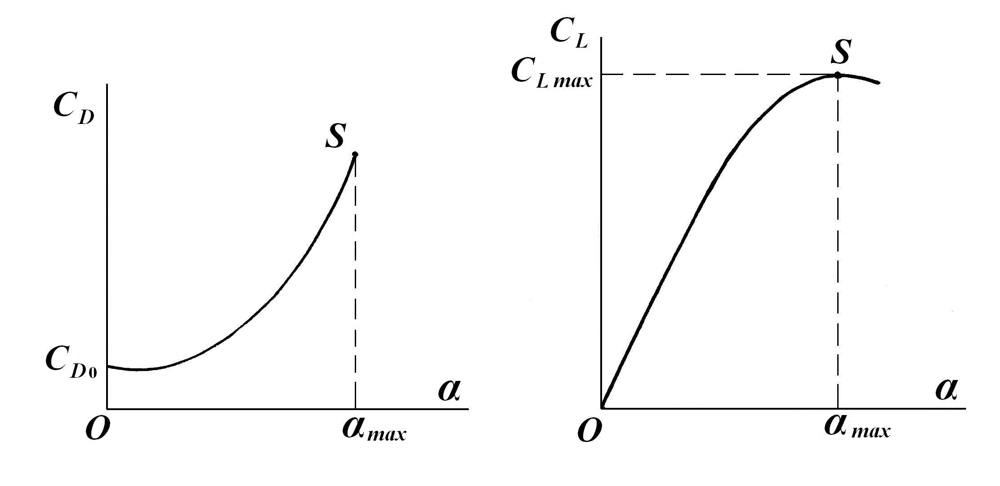 C_D
S
C_D0
α
O
α_max
C_L
S
C_L max
α
O
α_max